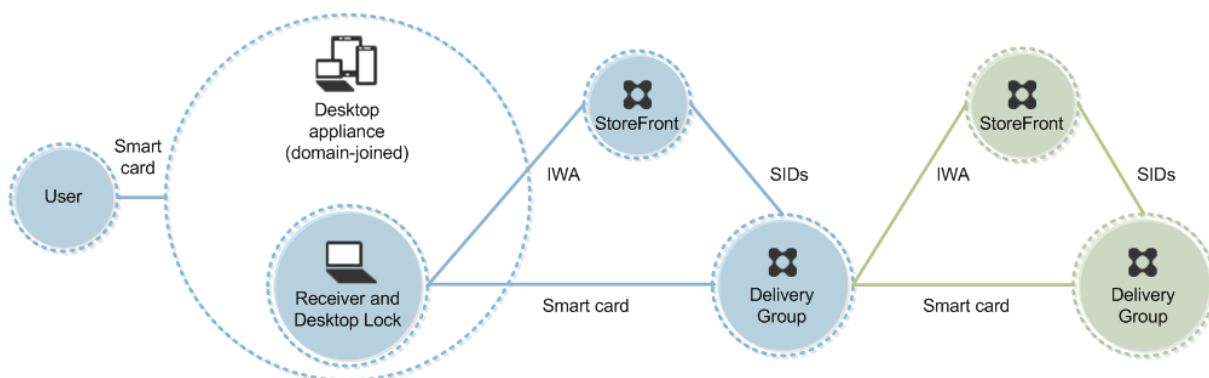 User
Smart
card
Desktop
appliance
(domain-joined)
Receiver and
Desktop Lock
IWA
StoreFront
SIDs
Smart card
Delivery
Group
IWA
StoreFront
SIDs
Smart card
Delivery
Group